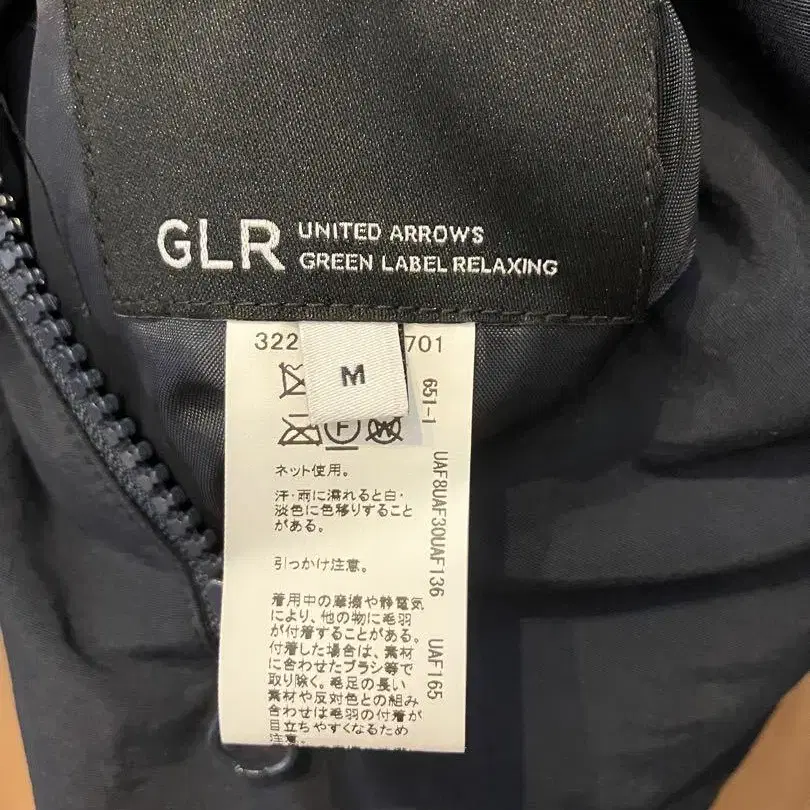 GLR UNITED ARROWS
GREEN LABEL RELAXING
M
322 701
651-1
F W
UAF8UAF30UAF136 UAF165
ネット使用。
汗・雨に濡れると白・
淡色に色移りすること
がある。
引っかけ注意。
着用中の摩擦や静電気
により、他の物に毛羽
が付着することがある。
付着した場合は、素材
に合わせたブラシ等で
取り除く。毛足の長い
素材や反対色との組み
合わせは毛羽の付着が
目立ちやすくなるため
注意。